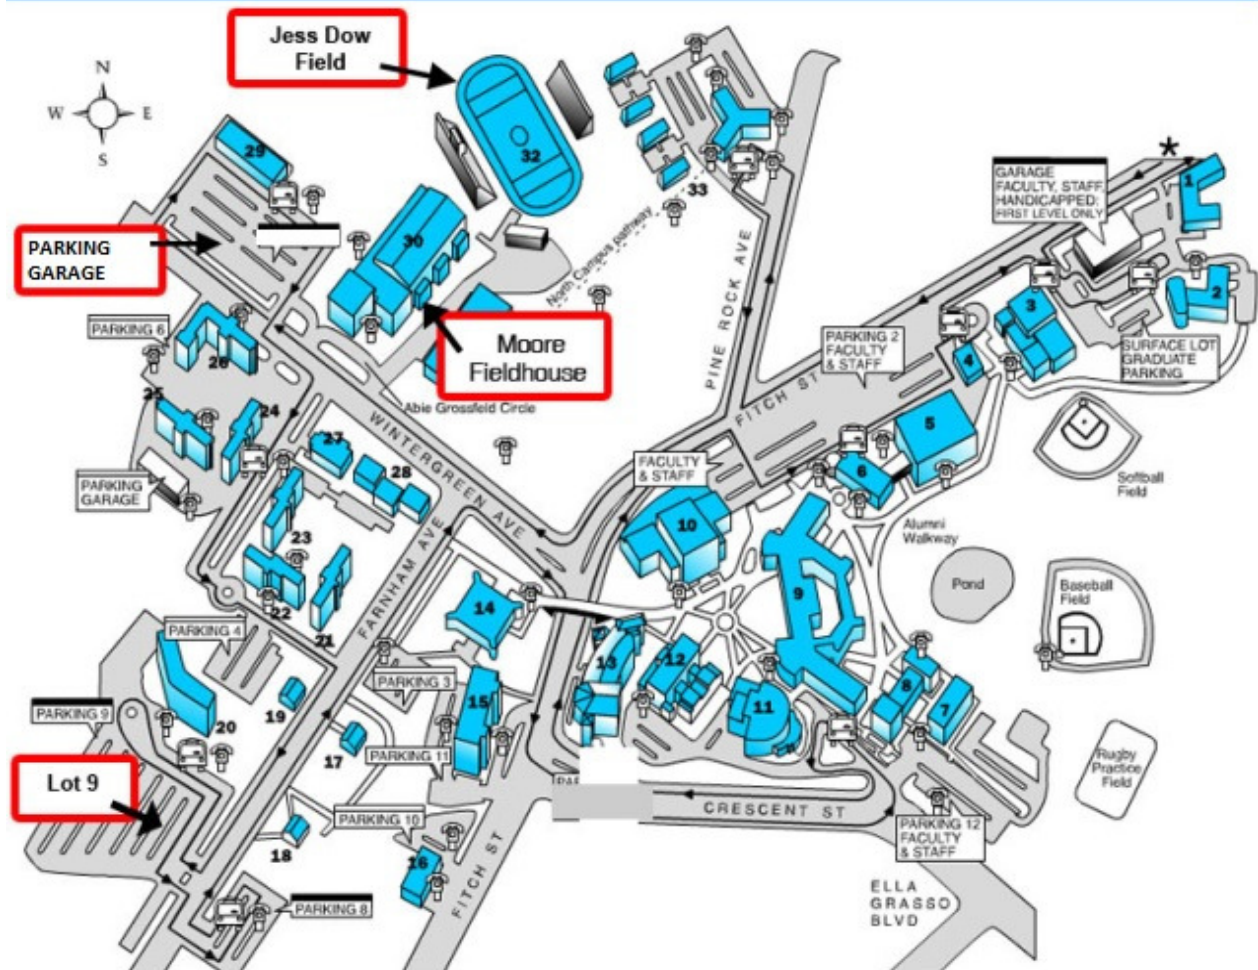 Jess Dow
Field
N
W E
S
29
32
33
PARKING
GARAGE
30
North Campus pathway
*
GARAGE
FACULTY, STAFF,
HANDICAPPED:
FIRST LEVEL ONLY
1
2
3
4
SURFACE LOT
GRADUATE
PARKING
PARKING 6
26
Moore
Fieldhouse
PINE ROCK AVE
PARKING 2
FACULTY
& STAFF
FITCH ST
25
24
Abie Grossfeld Circle
WINTERGREEN AVE
27
28
5
6
FACULTY
& STAFF
Softball
Field
PARKING
GARAGE
23
10
Alumni
Walkway
FARNHAM AVE
22
21
14
9
Pond
Baseball
Field
PARKING 4
PARKING 3
13
12
15
11
8
7
19
20
PARKING 9
17
PARKING 11
Rugby
Practice
Field
Lot 9
CRESCENT ST
PARKING 10
18
16
FITCH ST
PARKING 12
FACULTY
& STAFF
PARKING 8
ELLA
GRASSO
BLVD